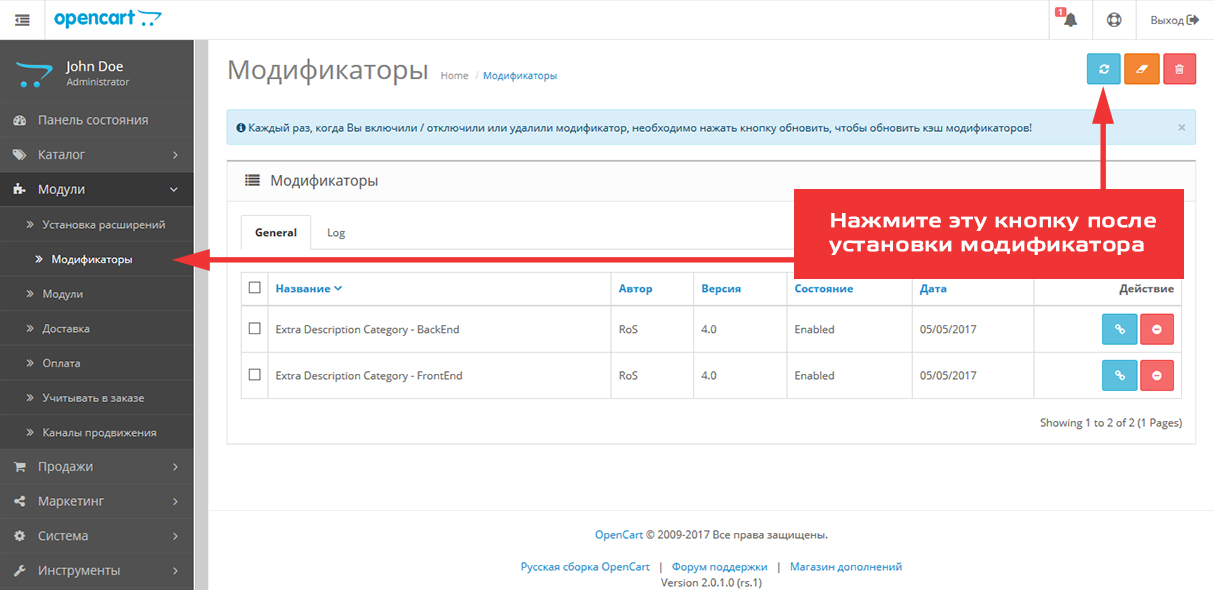 opencart
1
Выход
John Doe
Administrator
Панель состояния
Каталог
Модули
Установка расширений
Модификаторы
Модули
Доставка
Оплата
Учитывать в заказе
Каналы продвижения
Продажи
Маркетинг
Система
Инструменты
Модификаторы Home / Модификаторы
Каждый раз, когда Вы включили / отключили или удалили модификатор, необходимо нажать кнопку обновить, чтобы обновить кэш модификаторов! ×
Модификаторы
General Log
Нажмите эту кнопку после
установки модификатора
Название Автор Версия Состояние Дата Действие
Extra Description Category - BackEnd RoS 4.0 Enabled 05/05/2017
Extra Description Category - FrontEnd RoS 4.0 Enabled 05/05/2017
Showing 1 to 2 of 2 (1 Pages)
OpenCart © 2009-2017 Все права защищены.
Русская сборка OpenCart | Форум поддержки | Магазин дополнений
Version 2.0.1.0 (rs.1)